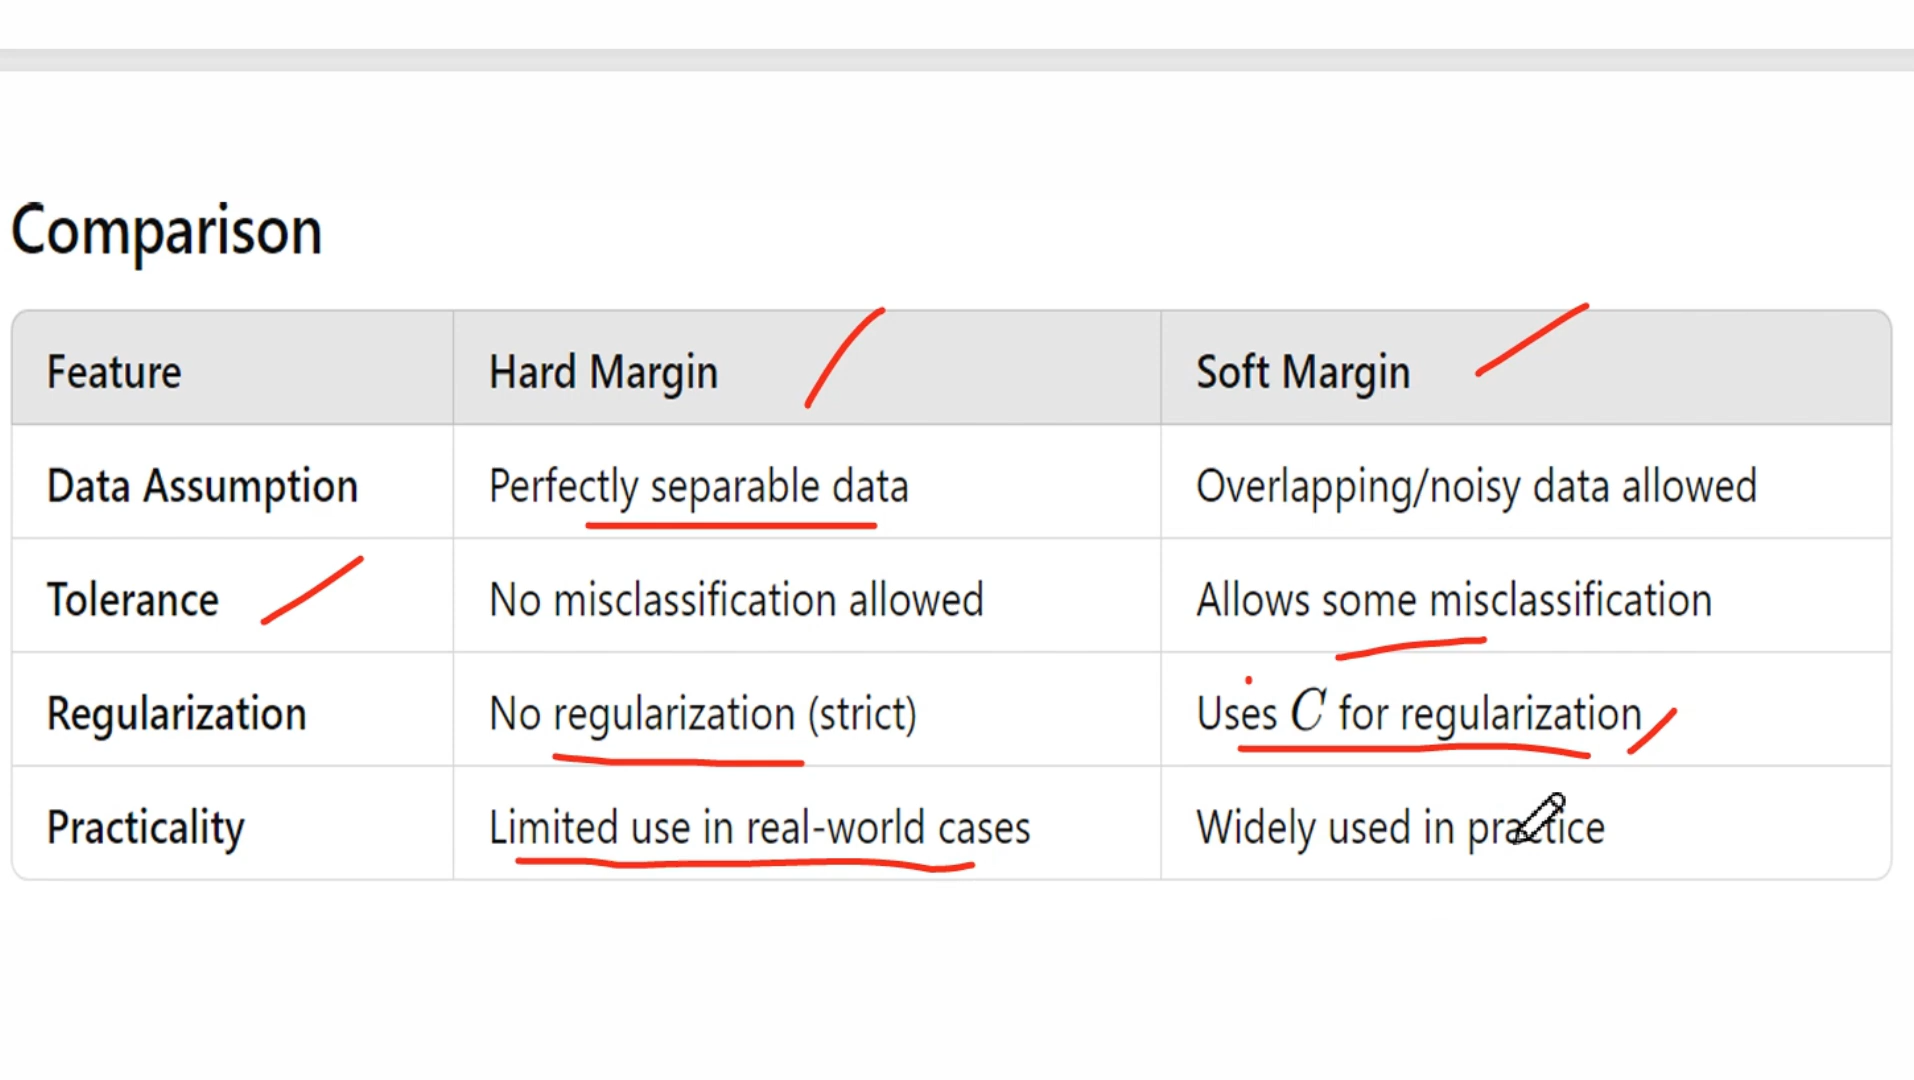 Comparison
Feature Hard Margin Soft Margin
Data Assumption Perfectly separable data Overlapping/noisy data allowed
Tolerance No misclassification allowed Allows some misclassification
Regularization No regularization (strict) Uses C for regularization
Practicality Limited use in real-world cases Widely used in practice